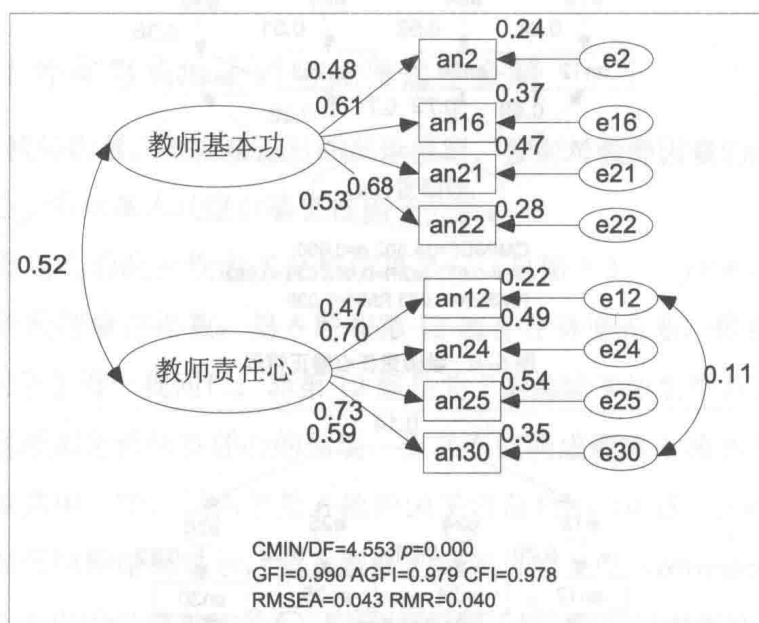 0.24
an2 e2
0.48
0.37
0.61
an16 e16
教师基本功
0.47
an21 e21
0.68
0.53
0.28
an22 e22
0.52
0.22
an12 e12
0.47
0.49
0.70
an24 e24
教师责任心
0.54
0.11
an25 e25
0.73
0.59
0.35
an30 e30
CMIN/DF=4.553 p=0.000
GFI=0.990 AGFI=0.979 CFI=0.978
RMSEA=0.043 RMR=0.040